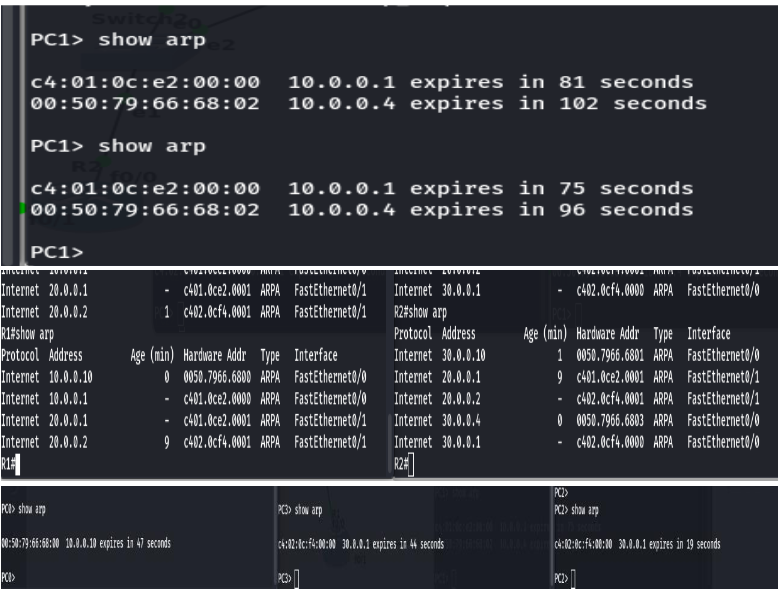 Switch2
e2
PC1> show arp
c4:01:0c:e2:00:00 10.0.0.1 expires in 81 seconds
00:50:79:66:68:02 10.0.0.4 expires in 102 seconds
e1
PC1> show arp
R2
f0/0
c4:01:0c:e2:00:00 10.0.0.1 expires in 75 seconds
00:50:79:66:68:02 10.0.0.4 expires in 96 seconds
PC1>
Internet 20.0.0.1 - c401.0ce2.0001 ARPA FastEthernet0/1
Internet 20.0.0.2 1 c402.0cf4.0001 ARPA FastEthernet0/1
R1#show arp
Protocol Address Age (min) Hardware Addr Type Interface
Internet 10.0.0.10 0 0050.7966.6800 ARPA FastEthernet0/0
Internet 10.0.0.1 - c401.0ce2.0000 ARPA FastEthernet0/0
Internet 20.0.0.1 - c401.0ce2.0001 ARPA FastEthernet0/1
Internet 20.0.0.2 9 c402.0cf4.0001 ARPA FastEthernet0/1
R1#
Internet 30.0.0.1 - c402.0cf4.0000 ARPA FastEthernet0/0
R2#show arp
Protocol Address Age (min) Hardware Addr Type Interface
Internet 30.0.0.10 1 0050.7966.6801 ARPA FastEthernet0/0
Internet 20.0.0.1 9 c401.0ce2.0001 ARPA FastEthernet0/1
Internet 20.0.0.2 - c402.0cf4.0001 ARPA FastEthernet0/1
Internet 30.0.0.4 0 0050.7966.6803 ARPA FastEthernet0/0
Internet 30.0.0.1 - c402.0cf4.0000 ARPA FastEthernet0/0
R2#
PC0> show arp
00:50:79:66:68:00 10.0.0.10 expires in 47 seconds
PC0>
PC3> show arp
c4:02:0c:f4:00:00 30.0.0.1 expires in 44 seconds
PC3>
PC2>
PC2> show arp
c4:02:0c:f4:00:00 30.0.0.1 expires in 19 seconds
PC2>